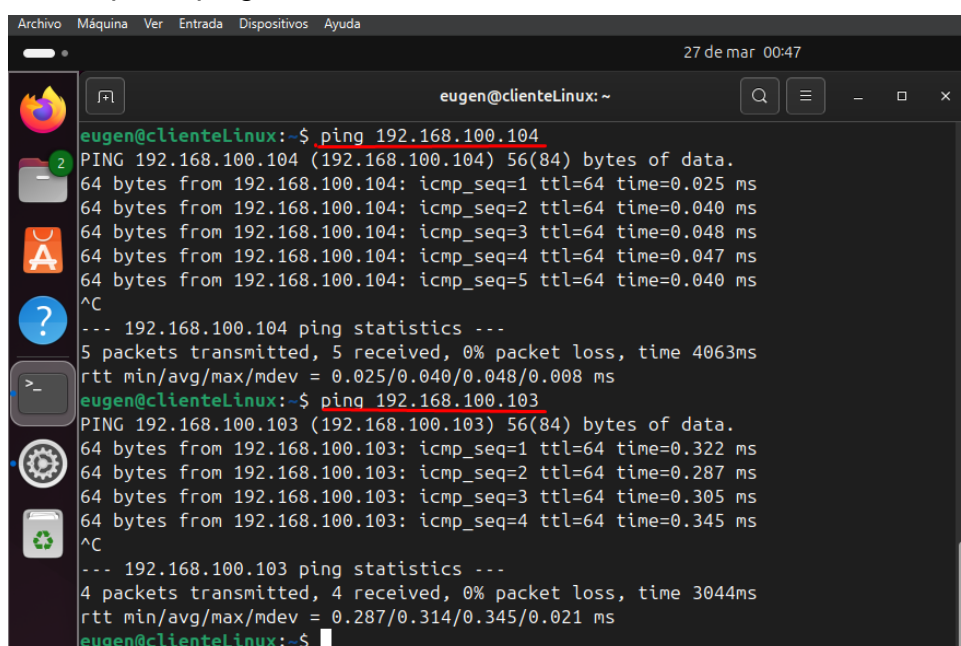 Archivo Máquina Ver Entrada Dispositivos Ayuda
27 de mar 00:47
eugen@clienteLinux: ~
eugen@clienteLinux:~$ ping 192.168.100.104
PING 192.168.100.104 (192.168.100.104) 56(84) bytes of data.
64 bytes from 192.168.100.104: icmp_seq=1 ttl=64 time=0.025 ms
64 bytes from 192.168.100.104: icmp_seq=2 ttl=64 time=0.040 ms
64 bytes from 192.168.100.104: icmp_seq=3 ttl=64 time=0.048 ms
64 bytes from 192.168.100.104: icmp_seq=4 ttl=64 time=0.047 ms
64 bytes from 192.168.100.104: icmp_seq=5 ttl=64 time=0.040 ms
^C
--- 192.168.100.104 ping statistics ---
5 packets transmitted, 5 received, 0% packet loss, time 4063ms
rtt min/avg/max/mdev = 0.025/0.040/0.048/0.008 ms
eugen@clienteLinux:~$ ping 192.168.100.103
PING 192.168.100.103 (192.168.100.103) 56(84) bytes of data.
64 bytes from 192.168.100.103: icmp_seq=1 ttl=64 time=0.322 ms
64 bytes from 192.168.100.103: icmp_seq=2 ttl=64 time=0.287 ms
64 bytes from 192.168.100.103: icmp_seq=3 ttl=64 time=0.305 ms
64 bytes from 192.168.100.103: icmp_seq=4 ttl=64 time=0.345 ms
^C
--- 192.168.100.103 ping statistics ---
4 packets transmitted, 4 received, 0% packet loss, time 3044ms
rtt min/avg/max/mdev = 0.287/0.314/0.345/0.021 ms
eugen@clienteLinux:~$
2